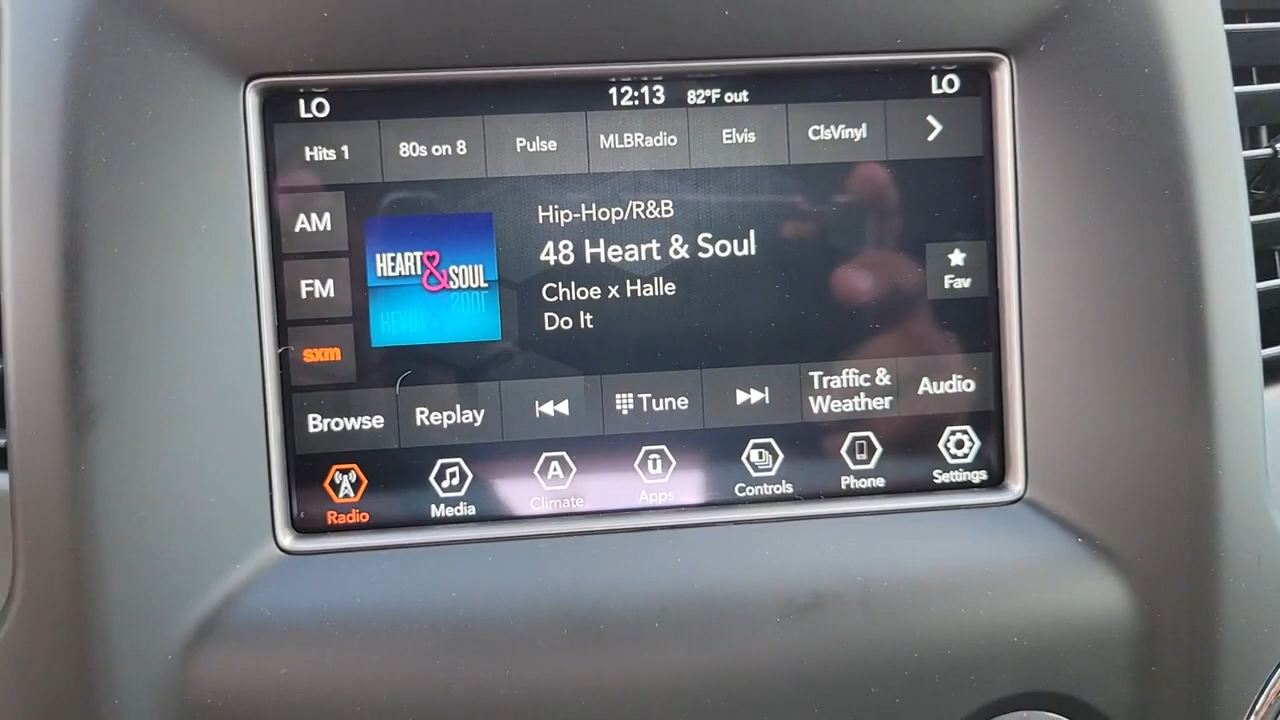 LO
12:13 82°F out
LO
Hits 1
80s on 8
Pulse
MLBRadio
Elvis
ClsVinyl
AM
FM
sxm
HEART & SOUL
Hip-Hop/R&B
48 Heart & Soul
Chloe x Halle
Do It
Fav
Browse
Replay
Tune
Traffic &
Weather
Audio
Radio
Media
A
Climate
ū
Apps
Controls
Phone
Settings